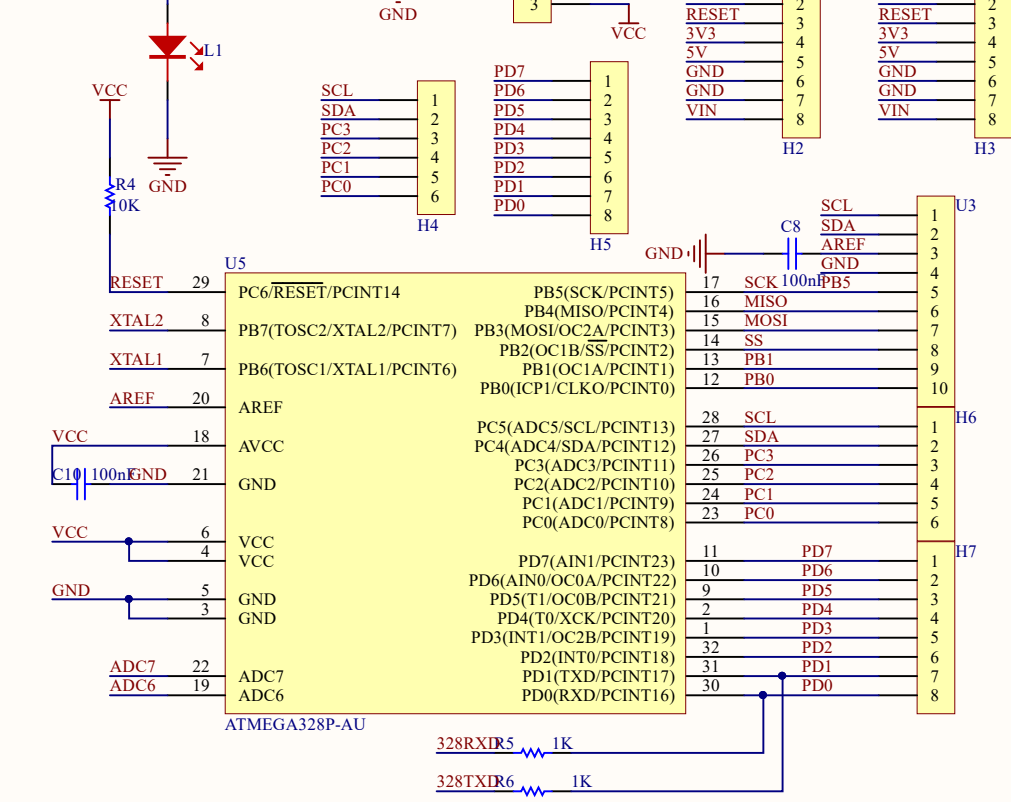 GND
3
VCC
2
RESET 3
3V3 4
5V 5
GND 6
GND 7
VIN 8
H2
2
RESET 3
3V3 4
5V 5
GND 6
GND 7
VIN 8
H3
L1
GND
VCC
R4
10K
SCL 1
SDA 2
PC3 3
PC2 4
PC1 5
PC0 6
H4
PD7 1
PD6 2
PD5 3
PD4 4
PD3 5
PD2 6
PD1 7
PD0 8
H5
U3
SCL 1
SDA 2
AREF 3
GND 4
PB5 5
6
7
8
9
10
GND
C8
100nF
U5
RESET 29 PC6/RESET/PCINT14
XTAL2 8 PB7(TOSC2/XTAL2/PCINT7)
XTAL1 7 PB6(TOSC1/XTAL1/PCINT6)
AREF 20 AREF
VCC 18 AVCC
C10 100nF GND 21 GND
VCC 6 VCC
4 VCC
GND 5 GND
3 GND
ADC7 22 ADC7
ADC6 19 ADC6
PB5(SCK/PCINT5) 17 SCK
PB4(MISO/PCINT4) 16 MISO
PB3(MOSI/OC2A/PCINT3) 15 MOSI
PB2(OC1B/SS/PCINT2) 14 SS
PB1(OC1A/PCINT1) 13 PB1
PB0(ICP1/CLKO/PCINT0) 12 PB0
H6
PC5(ADC5/SCL/PCINT13) 28 SCL 1
PC4(ADC4/SDA/PCINT12) 27 SDA 2
PC3(ADC3/PCINT11) 26 PC3 3
PC2(ADC2/PCINT10) 25 PC2 4
PC1(ADC1/PCINT9) 24 PC1 5
PC0(ADC0/PCINT8) 23 PC0 6
H7
PD7(AIN1/PCINT23) 11 PD7 1
PD6(AIN0/OC0A/PCINT22) 10 PD6 2
PD5(T1/OC0B/PCINT21) 9 PD5 3
PD4(T0/XCK/PCINT20) 2 PD4 4
PD3(INT1/OC2B/PCINT19) 1 PD3 5
PD2(INT0/PCINT18) 32 PD2 6
PD1(TXD/PCINT17) 31 PD1 7
PD0(RXD/PCINT16) 30 PD0 8
ATMEGA328P-AU
328RXD R5 1K
328TXD R6 1K